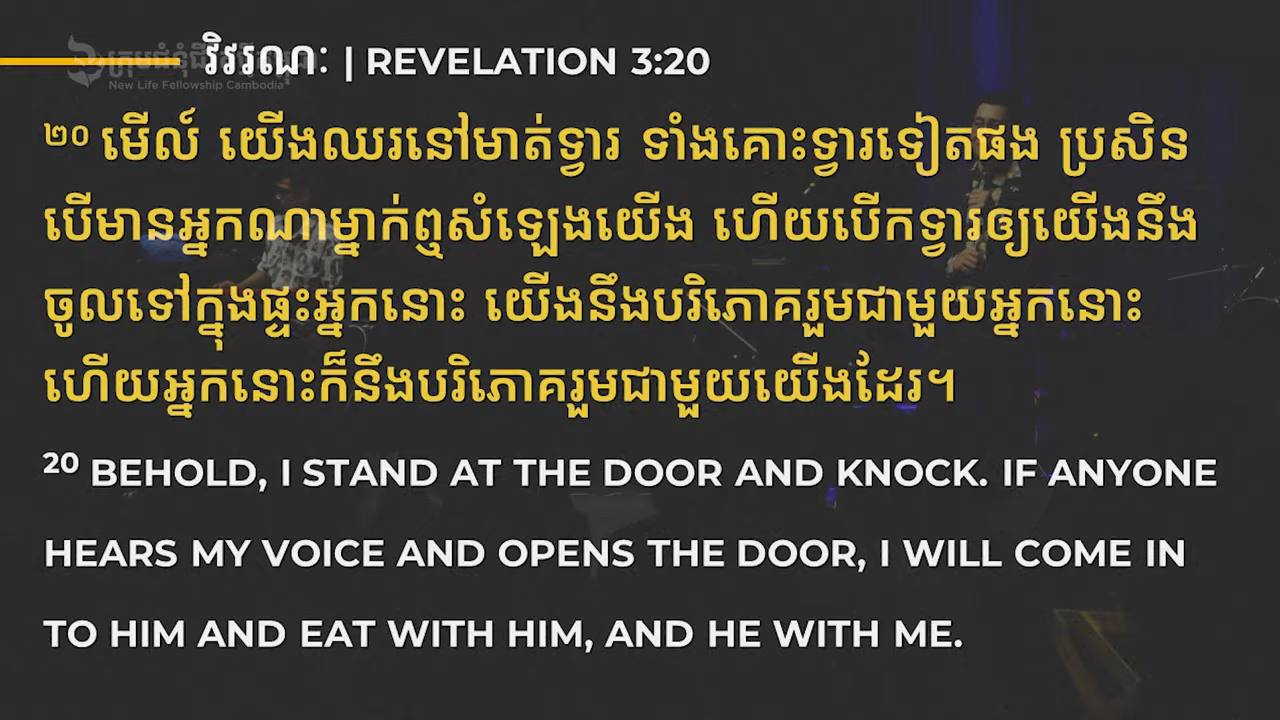 វិវរណៈ | REVELATION 3:20
New Life Fellowship Cambodia
២០ មើល៍ យើងឈរនៅមាត់ទ្វារ ទាំងគោះទ្វារទៀតផង ប្រសិន
បើមានអ្នកណាម្នាក់ឮសំឡេងយើង ហើយបើកទ្វារឲ្យយើងនឹង
ចូលទៅក្នុងផ្ទះអ្នកនោះ យើងនឹងបរិភោគរួមជាមួយអ្នកនោះ
ហើយអ្នកនោះក៏នឹងបរិភោគរួមជាមួយយើងដែរ។
20 BEHOLD, I STAND AT THE DOOR AND KNOCK. IF ANYONE
HEARS MY VOICE AND OPENS THE DOOR, I WILL COME IN
TO HIM AND EAT WITH HIM, AND HE WITH ME.